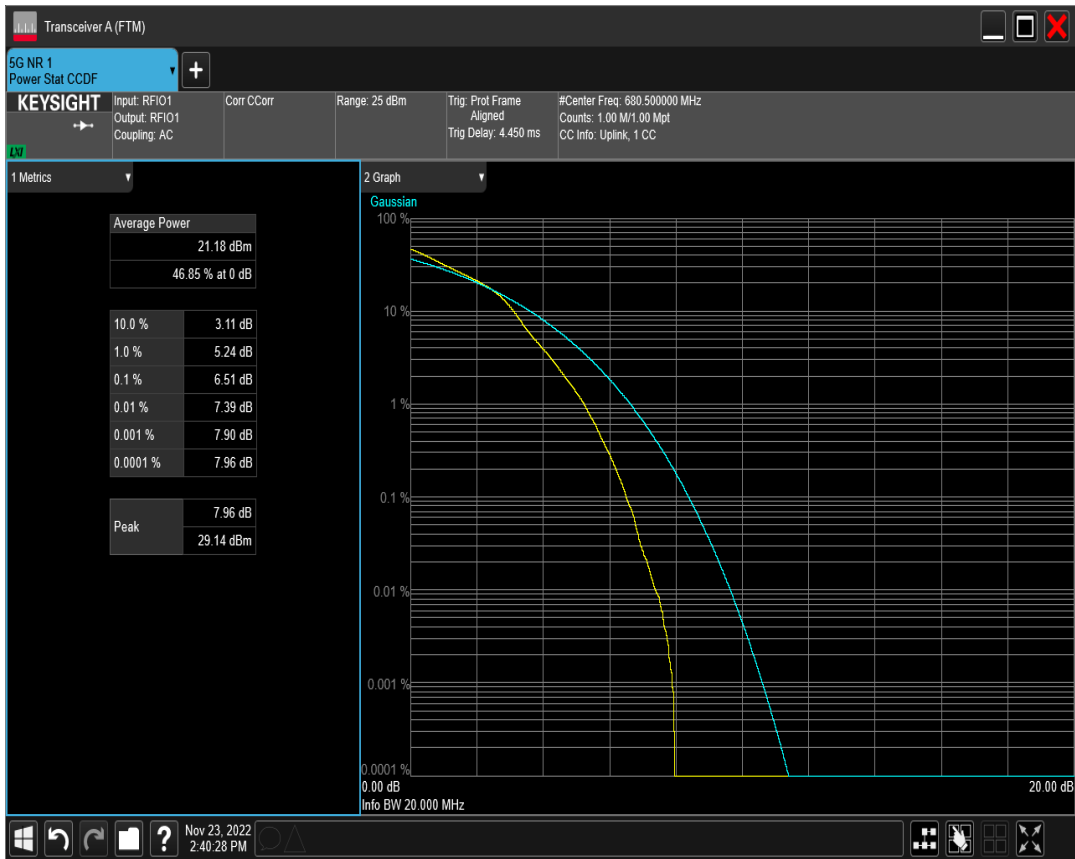 Transceiver A (FTM)
5G NR 1
Power Stat CCDF
+
KEYSIGHT
LXI
Input: RFIO1
Output: RFIO1
Coupling: AC
Corr CCorr
Range: 25 dBm
Trig: Prot Frame
Aligned
Trig Delay: 4.450 ms
#Center Freq: 680.500000 MHz
Counts: 1.00 M/1.00 Mpt
CC Info: Uplink, 1 CC
1 Metrics
Average Power
21.18 dBm
46.85 % at 0 dB
10.0 % 3.11 dB
1.0 % 5.24 dB
0.1 % 6.51 dB
0.01 % 7.39 dB
0.001 % 7.90 dB
0.0001 % 7.96 dB
Peak 7.96 dB
29.14 dBm
2 Graph
Gaussian
100 %
10 %
1 %
0.1 %
0.01 %
0.001 %
0.0001 %
0.00 dB 20.00 dB
Info BW 20.000 MHz
?
Nov 23, 2022
2:40:28 PM